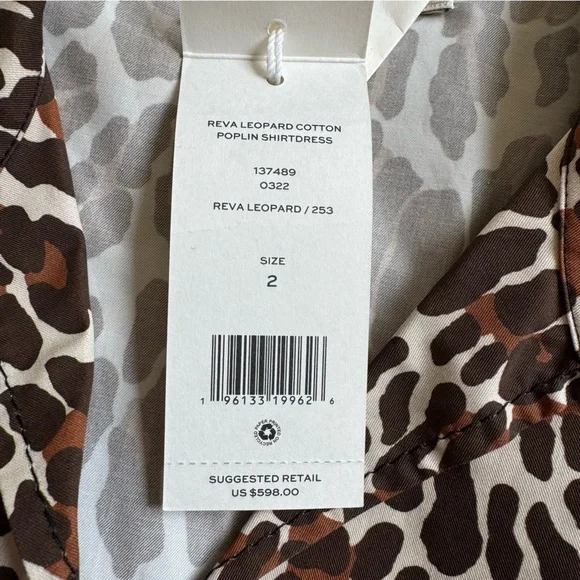 REVA LEOPARD COTTON
POPLIN SHIRTDRESS
137489
0322
REVA LEOPARD / 253
SIZE
2
1 96133 19962 6
SUGGESTED RETAIL
US $598.00